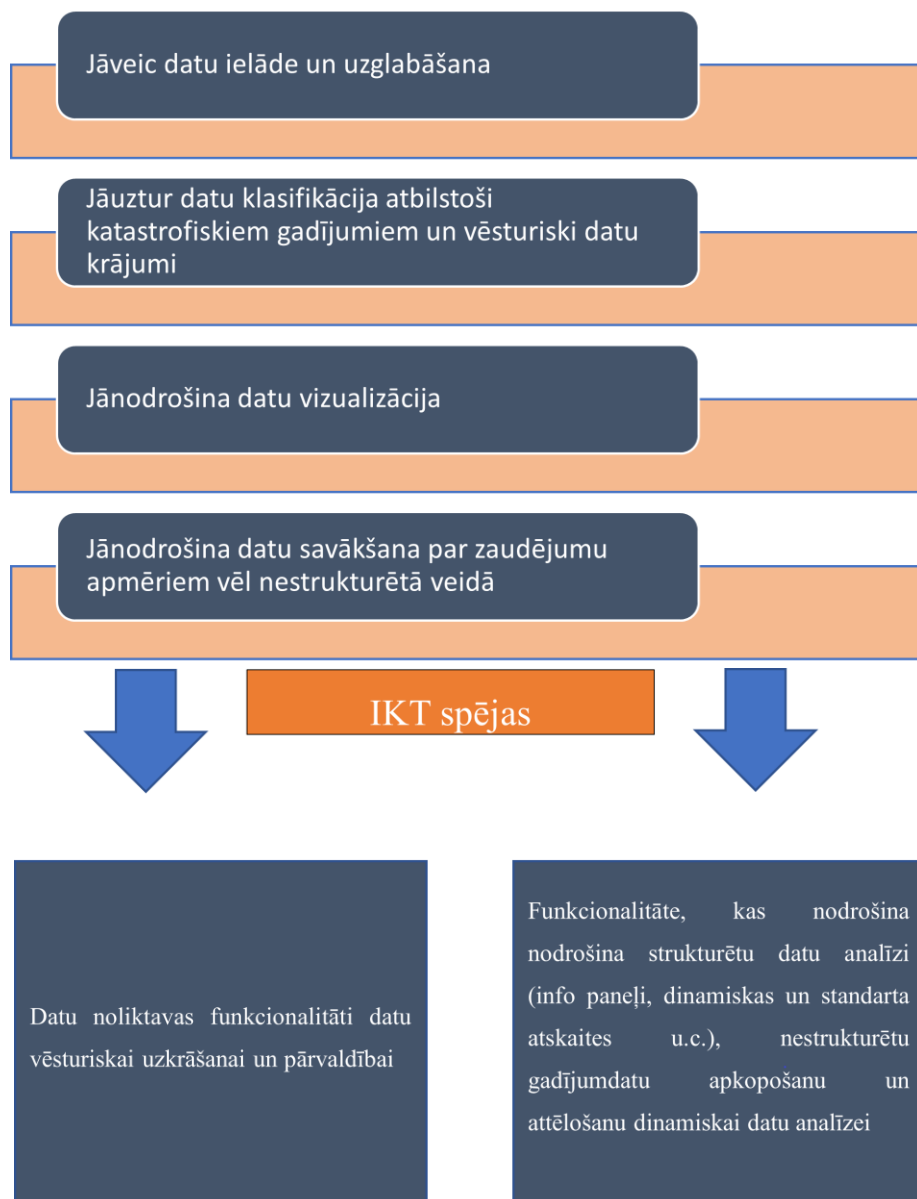 Jāveic datu ielāde un uzglabāšana
Jāuztur datu klasifikācija atbilstoši
katastrofiskiem gadījumiem un vēsturiski datu
krājumi
Jānodrošina datu vizualizācija
Jānodrošina datu savākšana par zaudējumu
apmēriem vēl nestrukturētā veidā
IKT spējas
Datu noliktavas funkcionalitāti datu
vēsturiskai uzkrāšanai un pārvaldībai
Funkcionalitāte, kas nodrošina
nodrošina strukturētu datu analīzi
(info paneļi, dinamiskas un standarta
atskaites u.c.), nestrukturētu
gadījumdatu apkopošanu un
attēlošanu dinamiskai datu analīzei